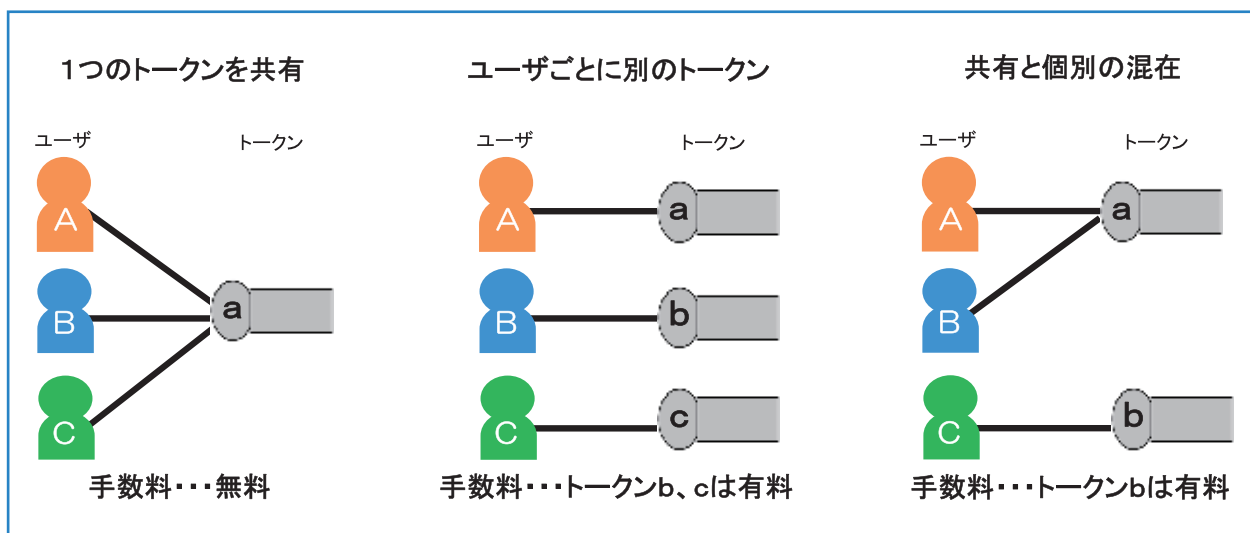 1つのトークンを共有
ユーザ トークン
A
B
C
a
手数料・・・無料
ユーザごとに別のトークン
ユーザ トークン
A a
B b
C c
手数料・・・トークンb、cは有料
共有と個別の混在
ユーザ トークン
A a
B
C b
手数料・・・トークンbは有料